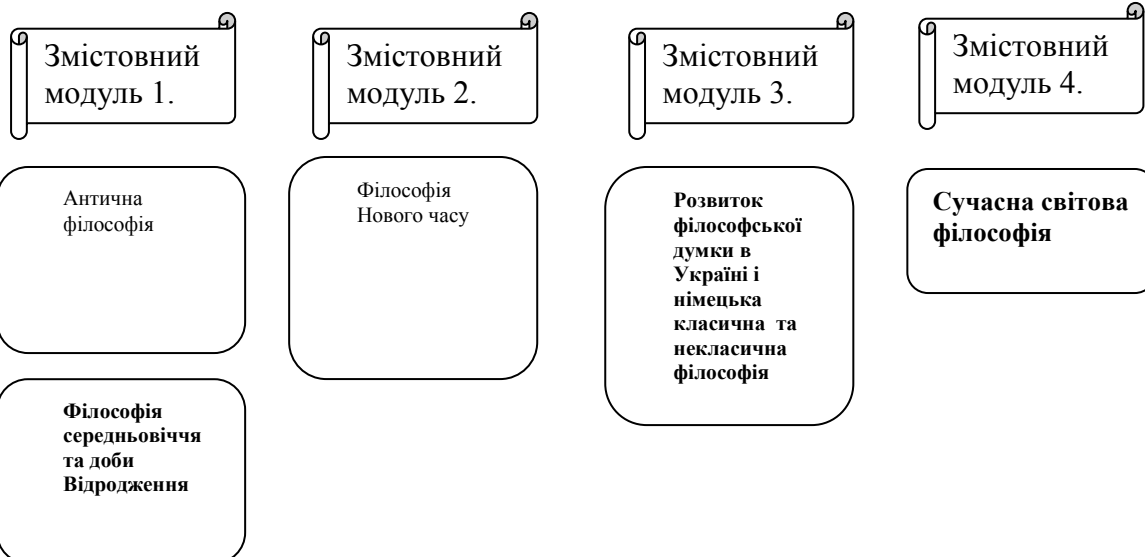 Змістовний
модуль 1.
Змістовний
модуль 2.
Змістовний
модуль 3.
Змістовний
модуль 4.
Антична
філософія
Філософія
Нового часу
Розвиток
філософської
думки в
Україні і
німецька
класична та
некласична
філософія
Сучасна світова
філософія
Філософія
середньовіччя
та доби
Відродження